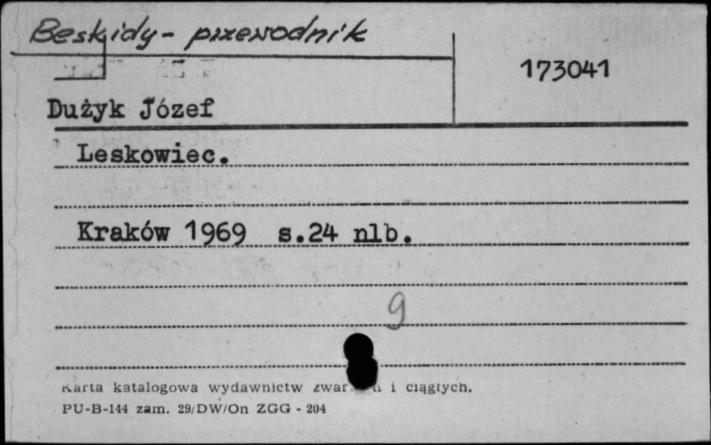 Beskidy - przewodnik
173041
Dużyk Józef
Leskowiec.
Kraków 1969 s.24 nlb.
9
Karta katalogowa wydawnictw i ciągłych.
PU-B-144 zam. 29/DW/On ZGG - 204